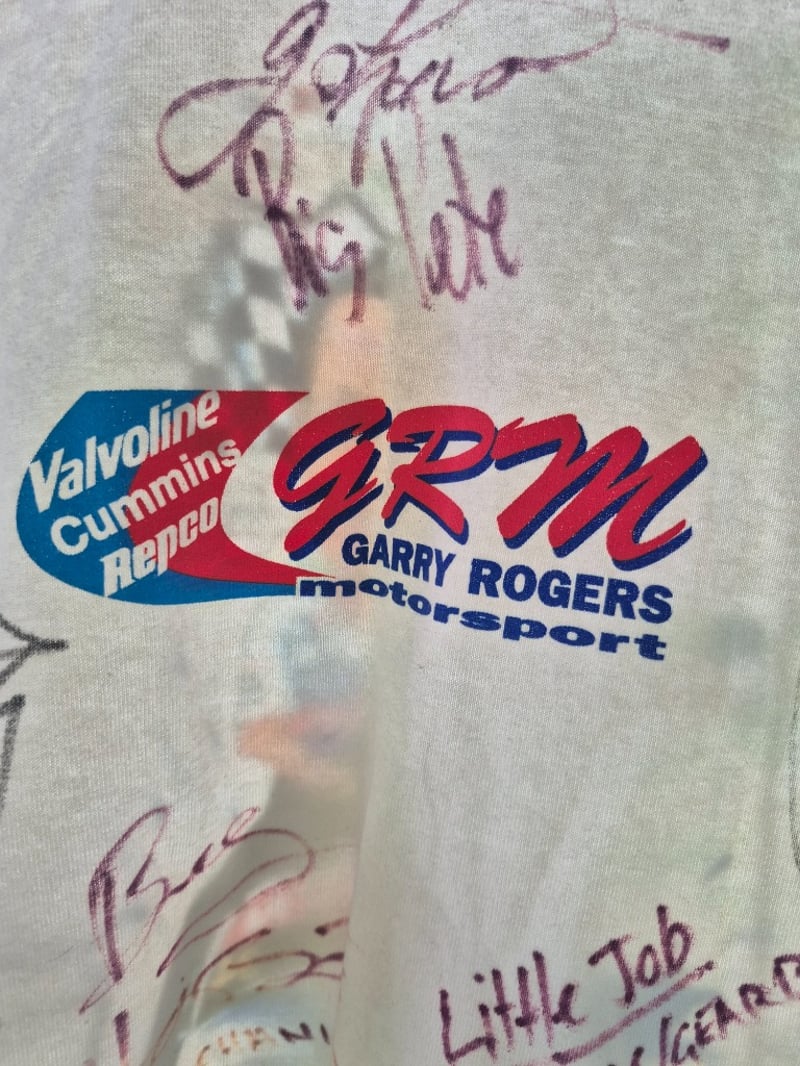 Big Pete
Valvoline
Cummins
Repco
GRM
GARRY ROGERS
motorsport
Little Job